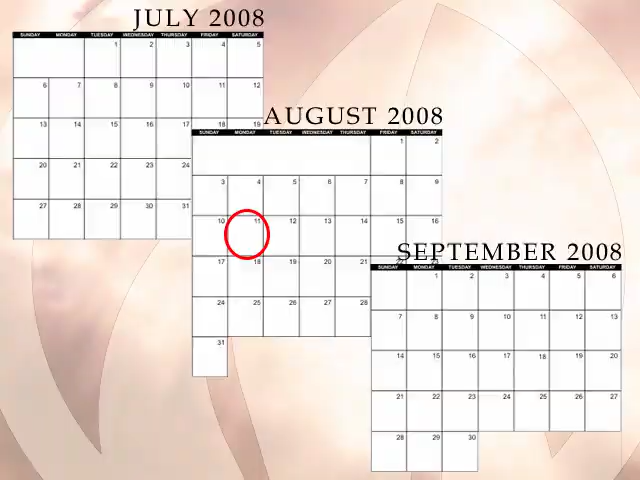 JULY 2008
SUNDAY MONDAY TUESDAY WEDNESDAY THURSDAY FRIDAY SATURDAY
1 2 3 4 5
6 7 8 9 10 11 12
13 14 15 16 17 18 19
20 21 22 23 24
27 28 29 30 31
AUGUST 2008
SUNDAY MONDAY TUESDAY WEDNESDAY THURSDAY FRIDAY SATURDAY
1 2
3 4 5 6 7 8 9
10 11 12 13 14 15 16
17 18 19 20 21 22 23
24 25 26 27 28
31
SEPTEMBER 2008
SUNDAY MONDAY TUESDAY WEDNESDAY THURSDAY FRIDAY SATURDAY
1 2 3 4 5 6
7 8 9 10 11 12 13
14 15 16 17 18 19 20
21 22 23 24 25 26 27
28 29 30